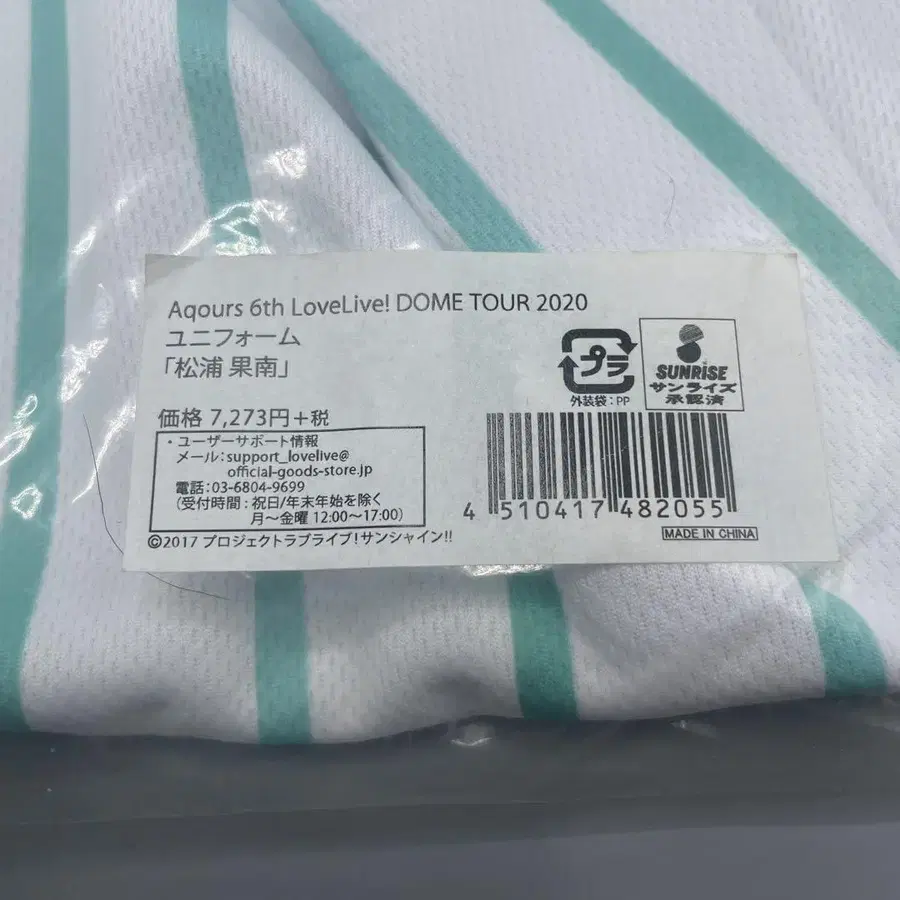 Aqours 6th LoveLive! DOME TOUR 2020
ユニフォーム
「松浦 果南」
プラ
外装袋:PP
SUNRISE
サンライズ
承認済
価格 7,273円+税
・ユーザーサポート情報
メール:support_lovelive@
official-goods-store.jp
電話:03-6804-9699
(受付時間:祝日/年末年始を除く
月〜金曜 12:00〜17:00)
4 510417 482055
MADE IN CHINA
©2017 プロジェクトラブライブ!サンシャイン!!